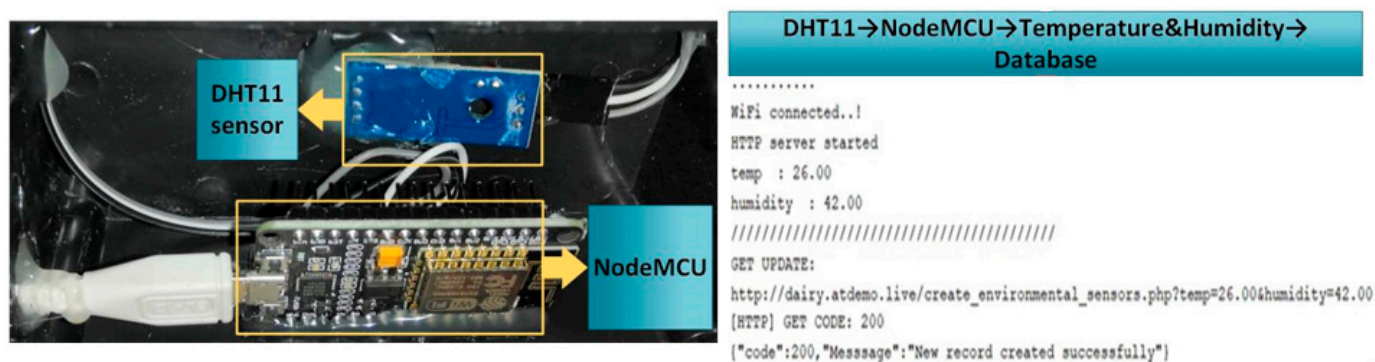 DHT11
sensor
NodeMCU
WiFi
DHT11→NodeMCU→Temperature&Humidity→
Database
...........
WiFi connected..!
HTTP server started
temp : 26.00
humidity : 42.00
///////////////////////////////////////////
GET UPDATE:
http://dairy.atdemo.live/create_environmental_sensors.php?temp=26.00&humidity=42.00
[HTTP] GET CODE: 200
{"code":200,"Messsage":"New record created successfully"}